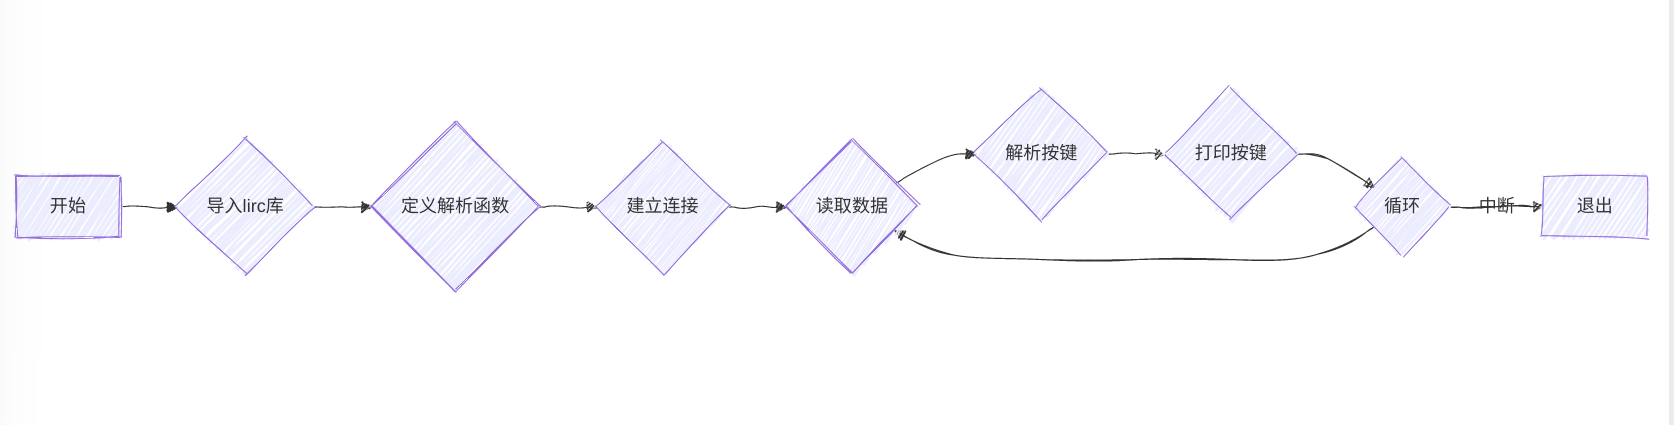 开始
导入lirc库
定义解析函数
建立连接
读取数据
解析按键
打印按键
循环
中断
退出